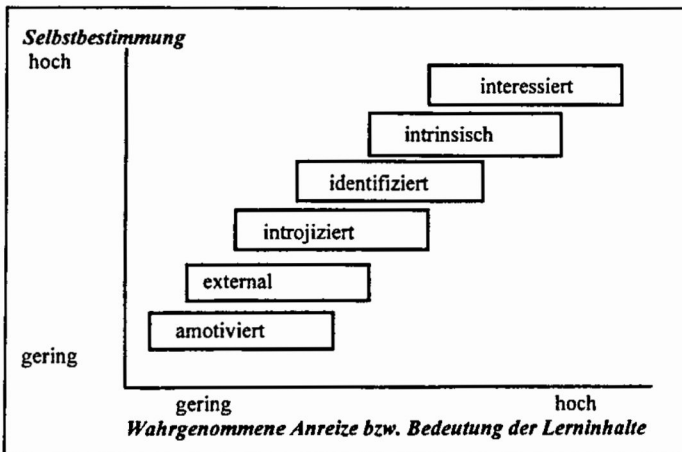 Selbstbestimmung
hoch
interessiert
intrinsisch
identifiziert
introjiziert
external
amotiviert
gering
gering hoch
Wahrgenommene Anreize bzw. Bedeutung der Lerninhalte